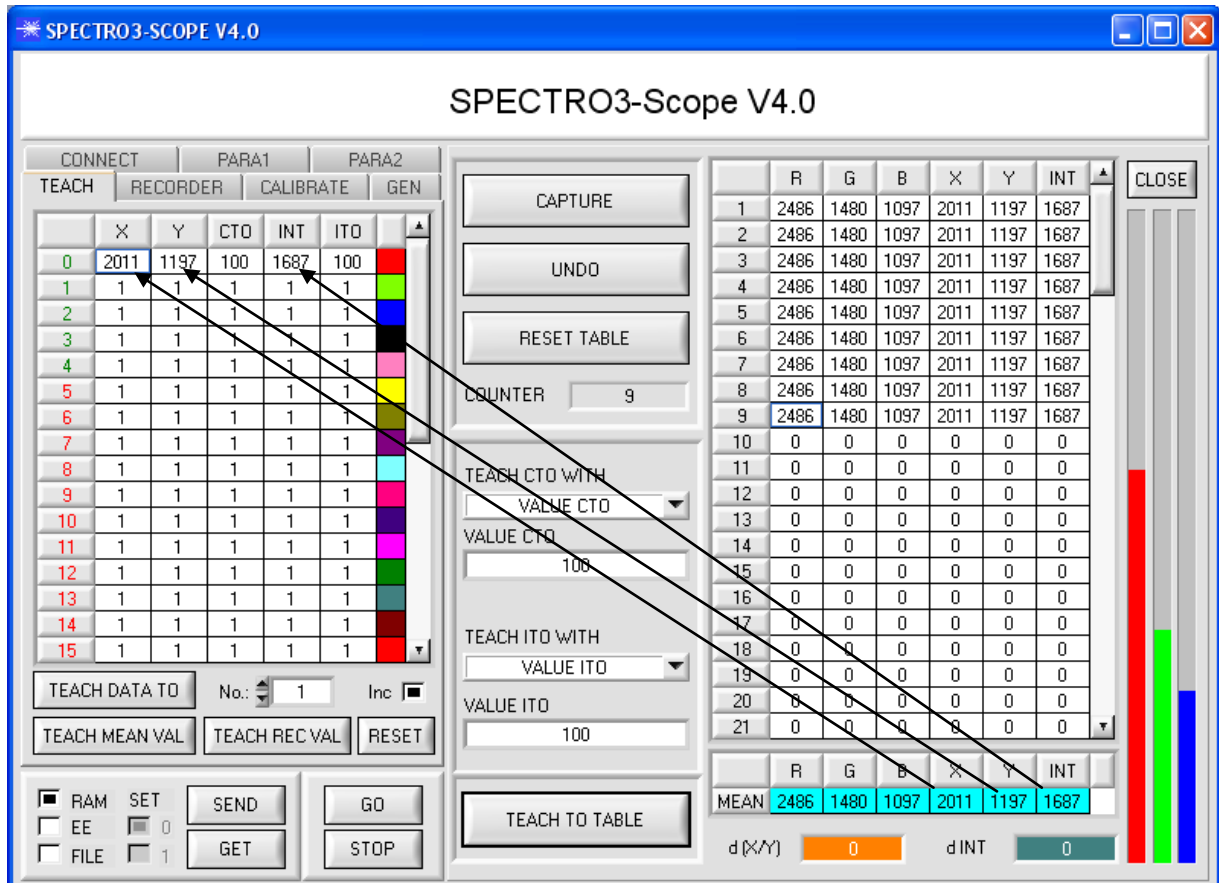 SPECTRO3-SCOPE V4.0
SPECTRO3-Scope V4.0
CONNECT PARA1 PARA2
TEACH RECORDER CALIBRATE GEN
X Y CTO INT ITO
0 2011 1197 100 1687 100
1 1 1 1 1 1
2 1 1 1 1 1
3 1 1 1 1 1
4 1 1 1 1 1
5 1 1 1 1 1
6 1 1 1 1 1
7 1 1 1 1 1
8 1 1 1 1 1
9 1 1 1 1 1
10 1 1 1 1 1
11 1 1 1 1 1
12 1 1 1 1 1
13 1 1 1 1 1
14 1 1 1 1 1
15 1 1 1 1 1
TEACH DATA TO No.: 1 Inc
TEACH MEAN VAL TEACH REC VAL RESET
RAM SET SEND GO
EE 0
FILE 1 GET STOP
CAPTURE
UNDO
RESET TABLE
COUNTER 9
TEACH CTO WITH
VALUE CTO
VALUE CTO
100
TEACH ITO WITH
VALUE ITO
VALUE ITO
100
TEACH TO TABLE
R G B X Y INT
1 2486 1480 1097 2011 1197 1687
2 2486 1480 1097 2011 1197 1687
3 2486 1480 1097 2011 1197 1687
4 2486 1480 1097 2011 1197 1687
5 2486 1480 1097 2011 1197 1687
6 2486 1480 1097 2011 1197 1687
7 2486 1480 1097 2011 1197 1687
8 2486 1480 1097 2011 1197 1687
9 2486 1480 1097 2011 1197 1687
10 0 0 0 0 0 0
11 0 0 0 0 0 0
12 0 0 0 0 0 0
13 0 0 0 0 0 0
14 0 0 0 0 0 0
15 0 0 0 0 0 0
16 0 0 0 0 0 0
17 0 0 0 0 0 0
18 0 0 0 0 0 0
19 0 0 0 0 0 0
20 0 0 0 0 0 0
21 0 0 0 0 0 0
R G B X Y INT
MEAN 2486 1480 1097 2011 1197 1687
d (X/Y) 0 d INT 0
CLOSE